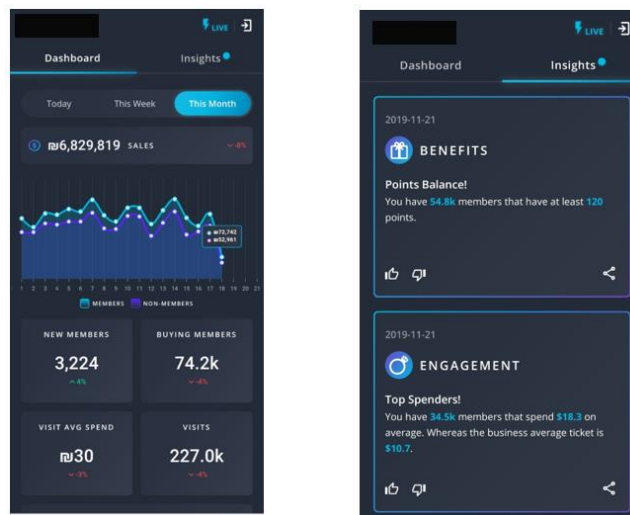 LIVE
Dashboard
Insights
Today
This Week
This Month
₪6,829,819 SALES
-8%
₪72,742
₪52,961
1 2 3 4 5 6 7 8 9 10 11 12 13 14 15 16 17 18 19 20 21
MEMBERS
NON-MEMBERS
NEW MEMBERS
3,224
4%
BUYING MEMBERS
74.2k
-4%
VISIT AVG SPEND
₪30
-3%
VISITS
227.0k
-4%
LIVE
Dashboard
Insights
2019-11-21
BENEFITS
Points Balance!
You have 54.8k members that have at least 120
points.
2019-11-21
ENGAGEMENT
Top Spenders!
You have 34.5k members that spend $18.3 on
average. Whereas the business average ticket is
$10.7.